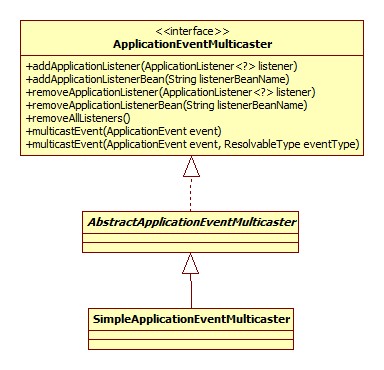 <<interface>>
ApplicationEventMulticaster
+addApplicationListener(ApplicationListener<?> listener)
+addApplicationListenerBean(String listenerBeanName)
+removeApplicationListener(ApplicationListener<?> listener)
+removeApplicationListenerBean(String listenerBeanName)
+removeAllListeners()
+multicastEvent(ApplicationEvent event)
+multicastEvent(ApplicationEvent event, ResolvableType eventType)
AbstractApplicationEventMulticaster
SimpleApplicationEventMulticaster